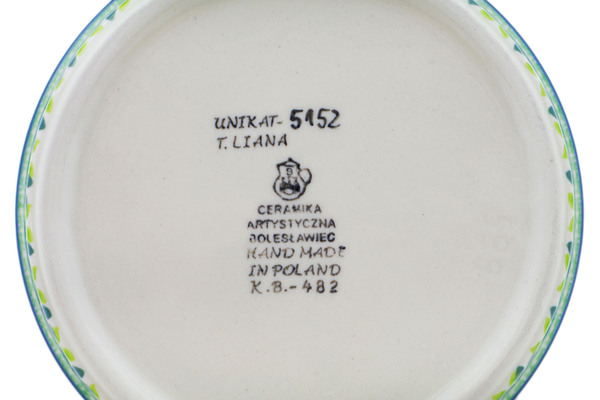 UNIKAT- 5152
T. LIANA
CERAMIKA
ARTYSTYCZNA
BOLESŁAWIEC
HAND MADE
IN POLAND
K.B.-482